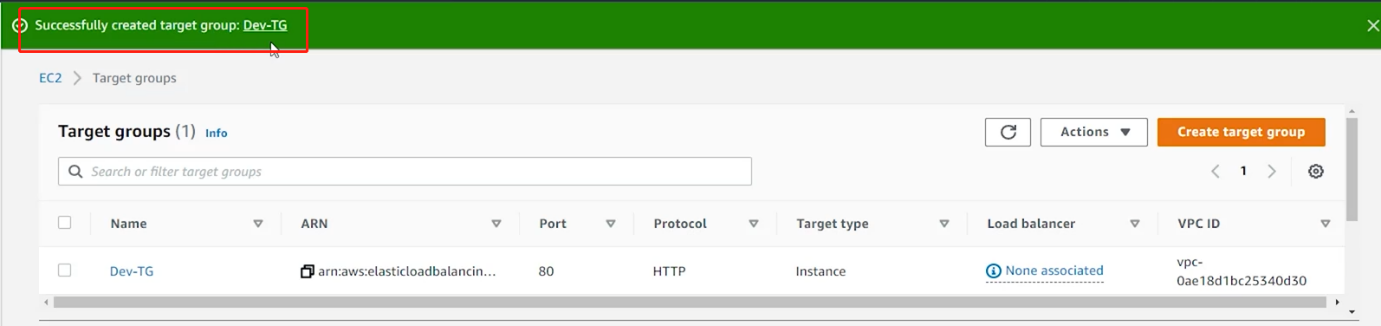 Successfully created target group: Dev-TG
EC2 > Target groups
Target groups (1) Info
Actions
Create target group
Search or filter target groups
1
Name ARN Port Protocol Target type Load balancer VPC ID
Dev-TG arn:aws:elasticloadbalancin... 80 HTTP Instance None associated vpc-
0ae18d1bc25340d30